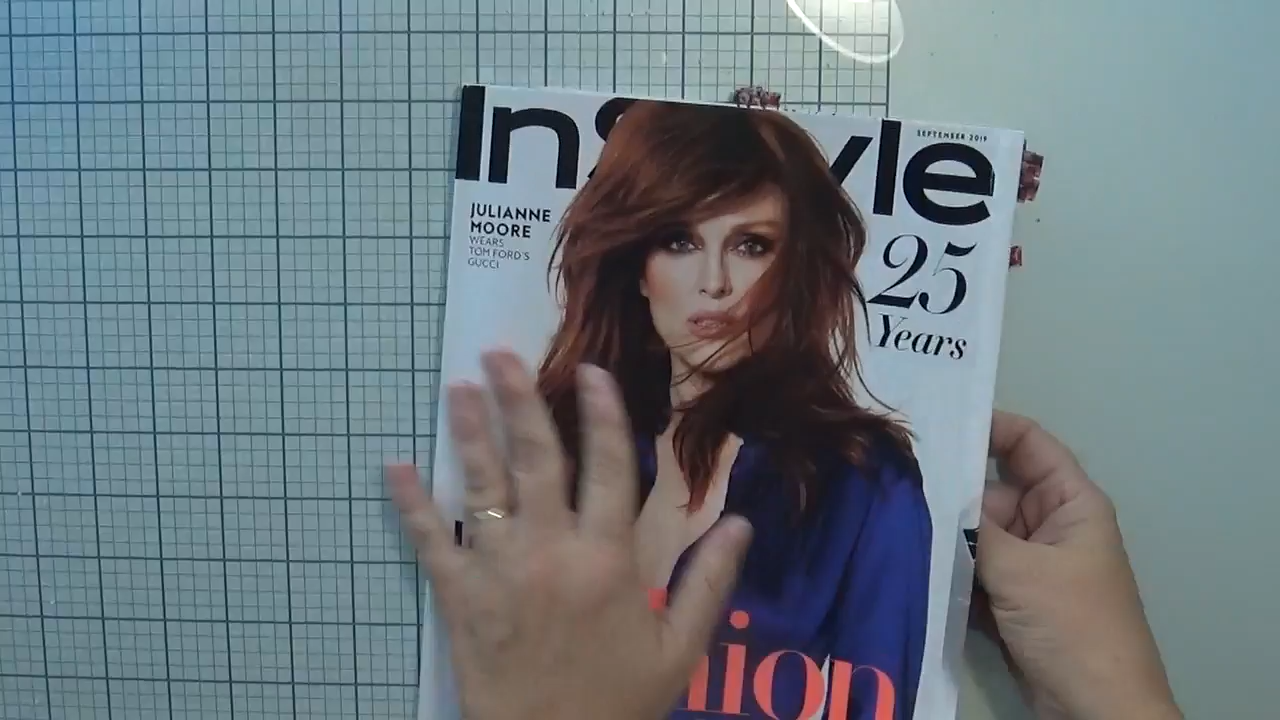 InStyle
SEPTEMBER 2019
JULIANNE
MOORE
WEARS
TOM FORD'S
GUCCI
25
Years
hion